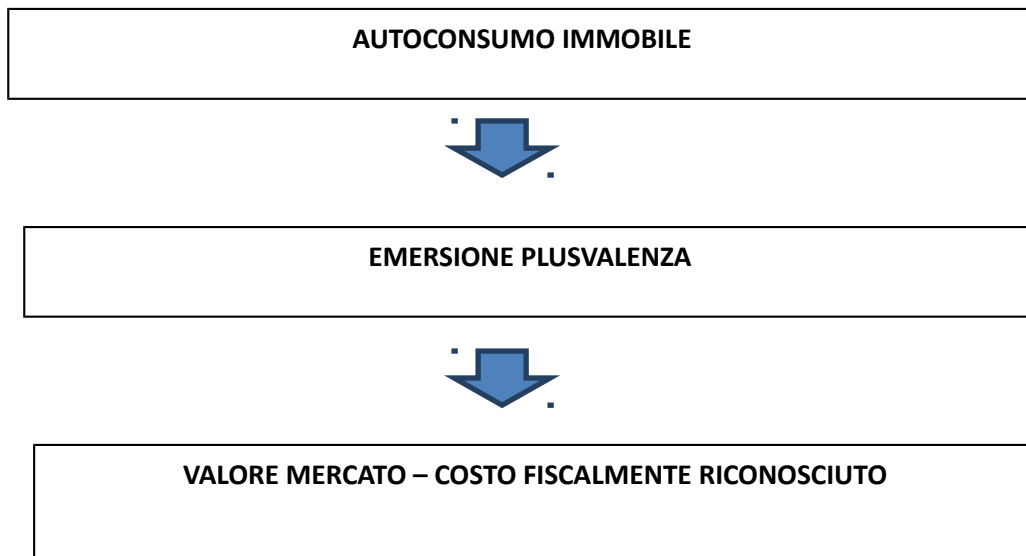 AUTOCONSUMO IMMOBILE
EMERSIONE PLUSVALENZA
VALORE MERCATO – COSTO FISCALMENTE RICONOSCIUTO